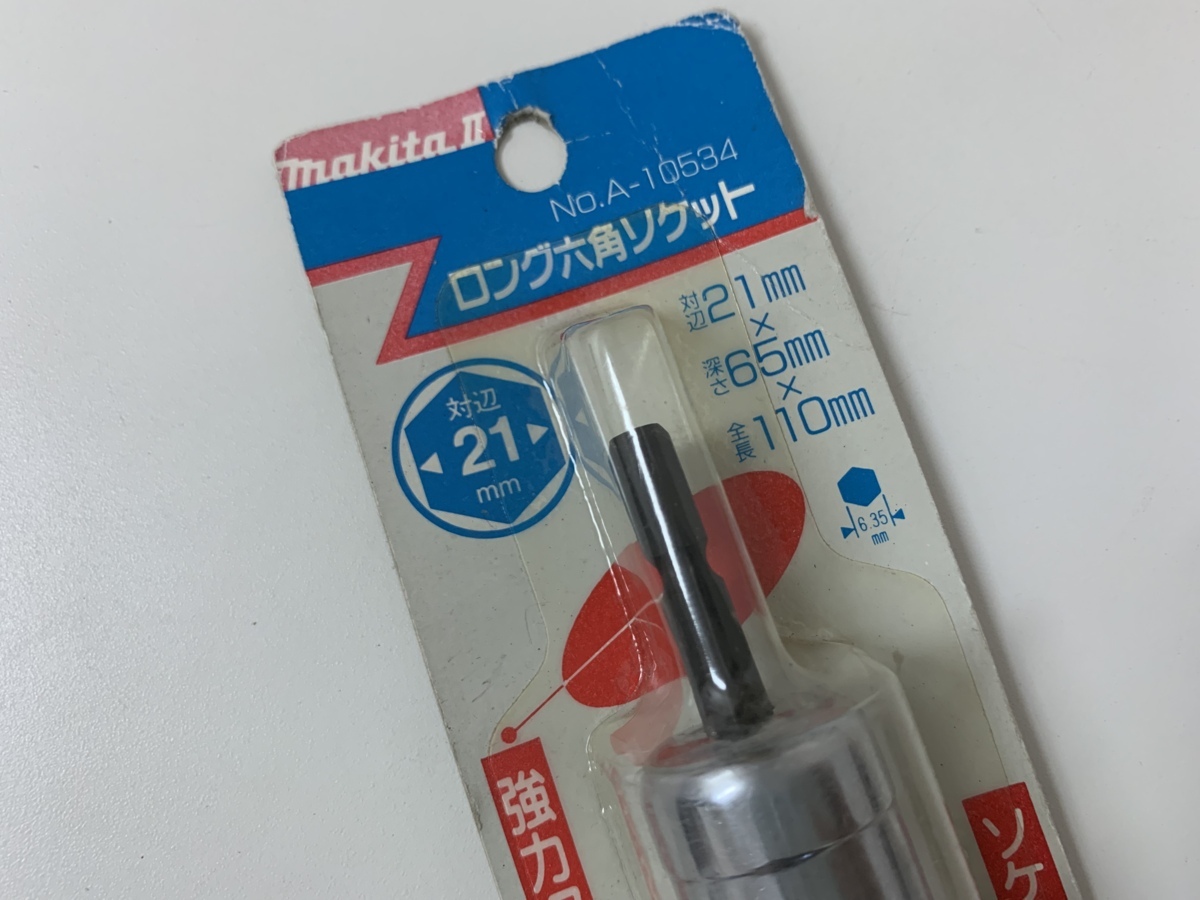 makita II
No.A-10534
ロング六角ソケット
対辺21mm
×
深さ65mm
×
全長110mm
対辺
21
mm
6.35
mm
強力
ソケ